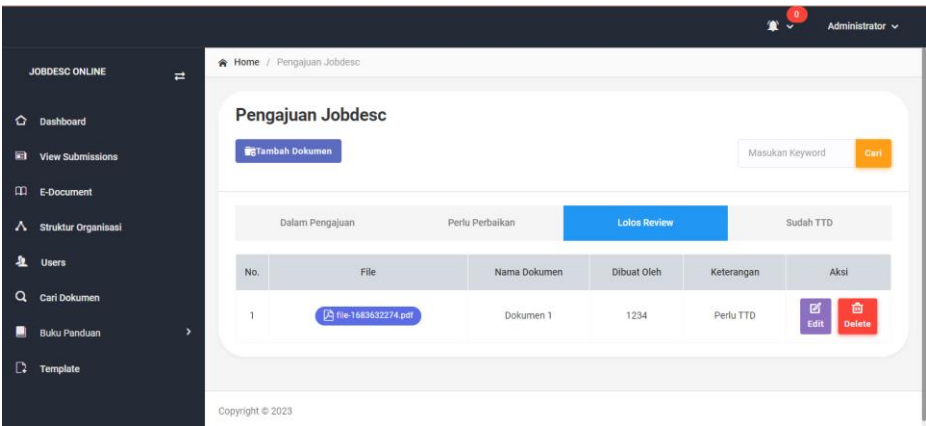 0
Administrator
JOBDESC ONLINE
Home / Pengajuan Jobdesc
Dashboard
View Submissions
E-Document
Struktur Organisasi
Users
Cari Dokumen
Buku Panduan
Template
Pengajuan Jobdesc
Tambah Dokumen
Masukan Keyword
Cari
Dalam Pengajuan Perlu Perbaikan Lolos Review Sudah TTD
No. File Nama Dokumen Dibuat Oleh Keterangan Aksi
1 file-1683632274.pdf Dokumen 1 1234 Perlu TTD Edit Delete
Copyright © 2023